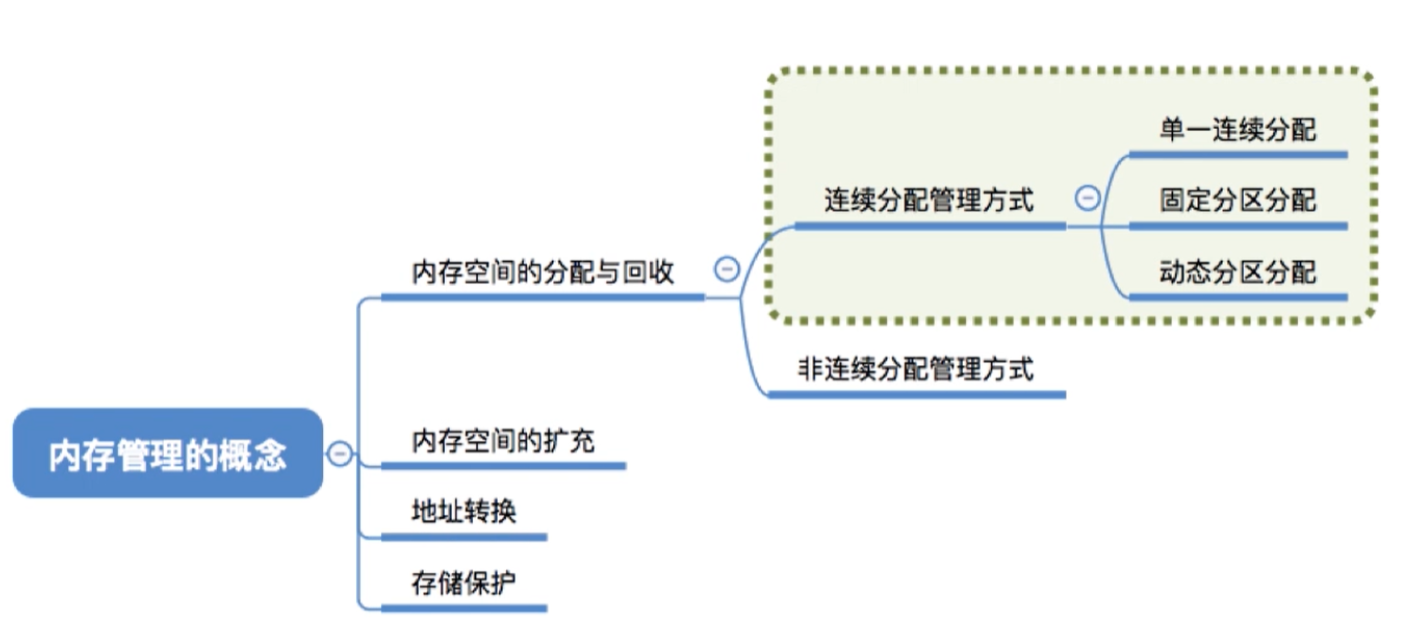 单一连续分配
连续分配管理方式
固定分区分配
内存空间的分配与回收
动态分区分配
非连续分配管理方式
内存管理的概念
内存空间的扩充
地址转换
存储保护